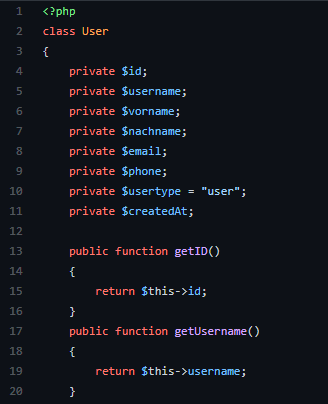 1 <?php
2 class User
3 {
4 private $id;
5 private $username;
6 private $vorname;
7 private $nachname;
8 private $email;
9 private $phone;
10 private $usertype = "user";
11 private $createdAt;
12
13 public function getID()
14 {
15 return $this->id;
16 }
17 public function getUsername()
18 {
19 return $this->username;
20 }